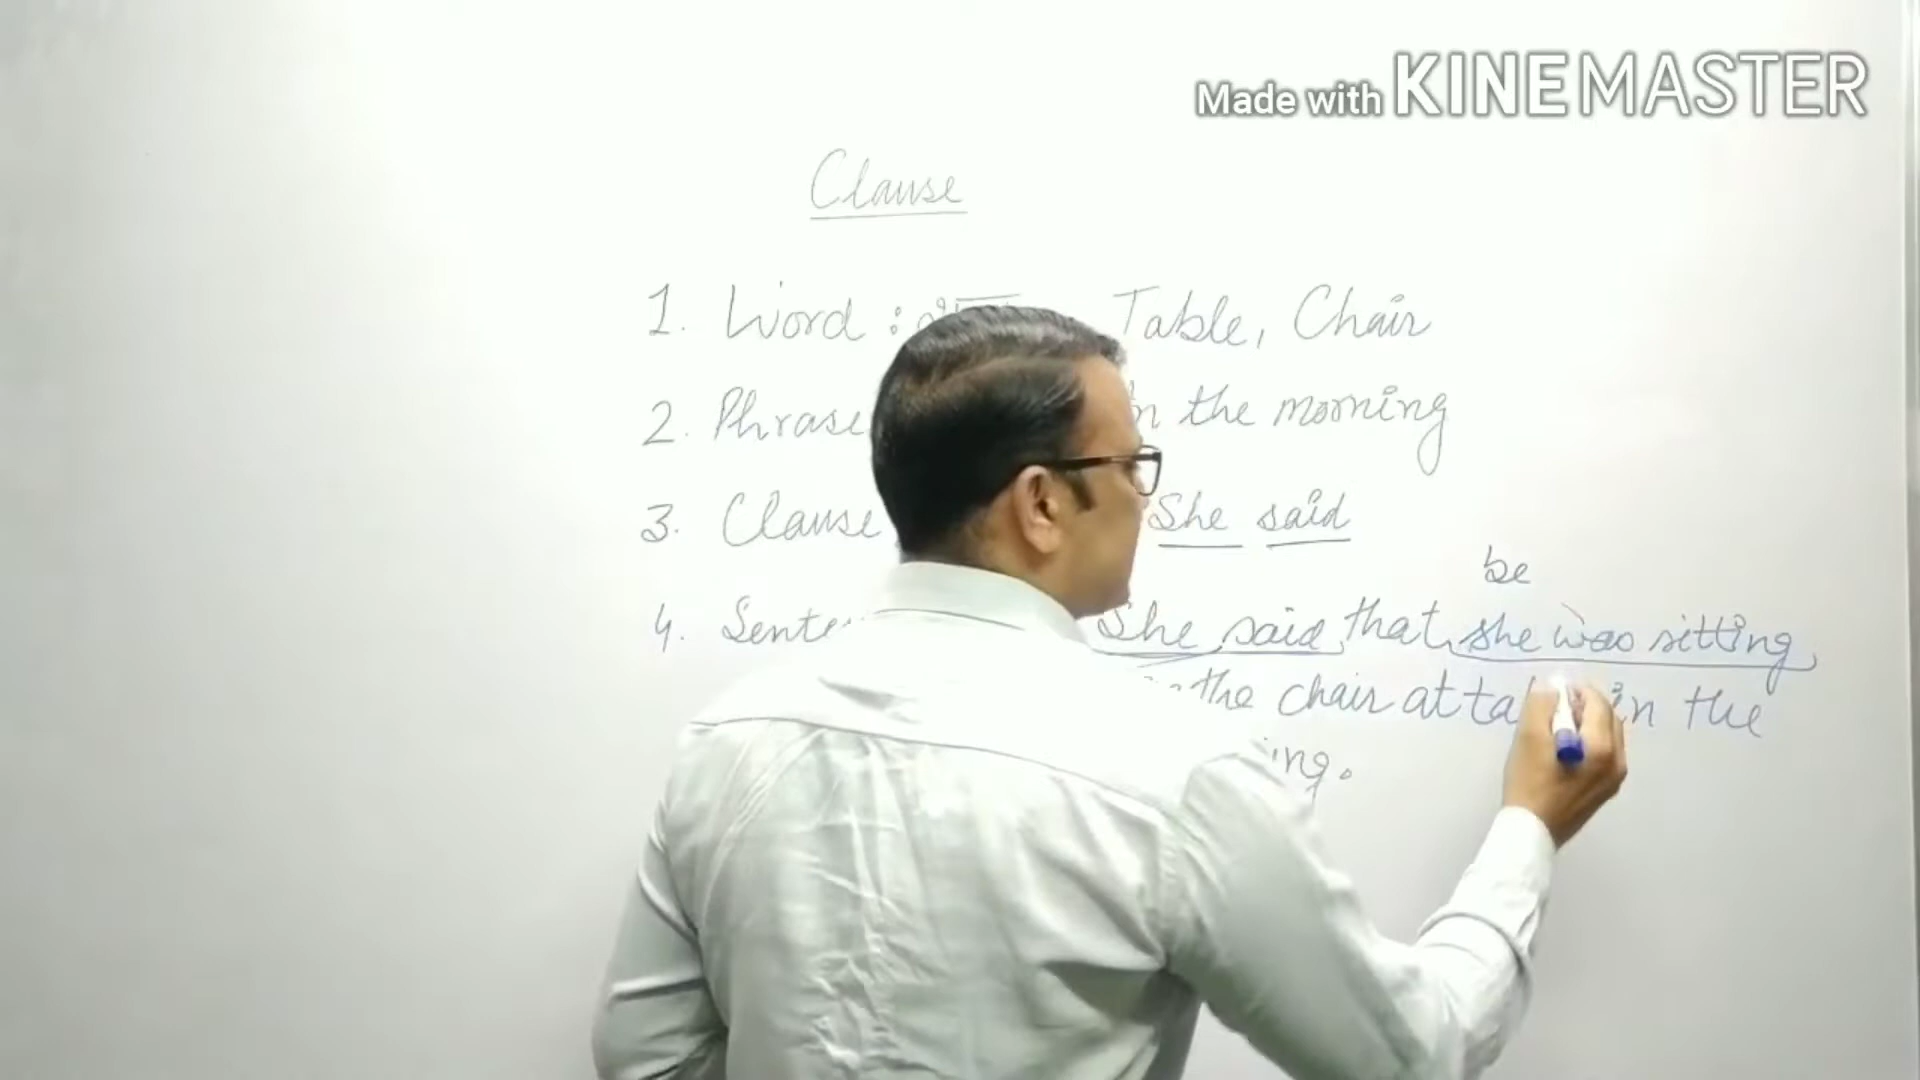 Made with KINEMASTER
Clause
1. Word : Table, Chair
2. Phrase the morning
3. Clause She said
be
4. She said that she was sitting
the chair at in the